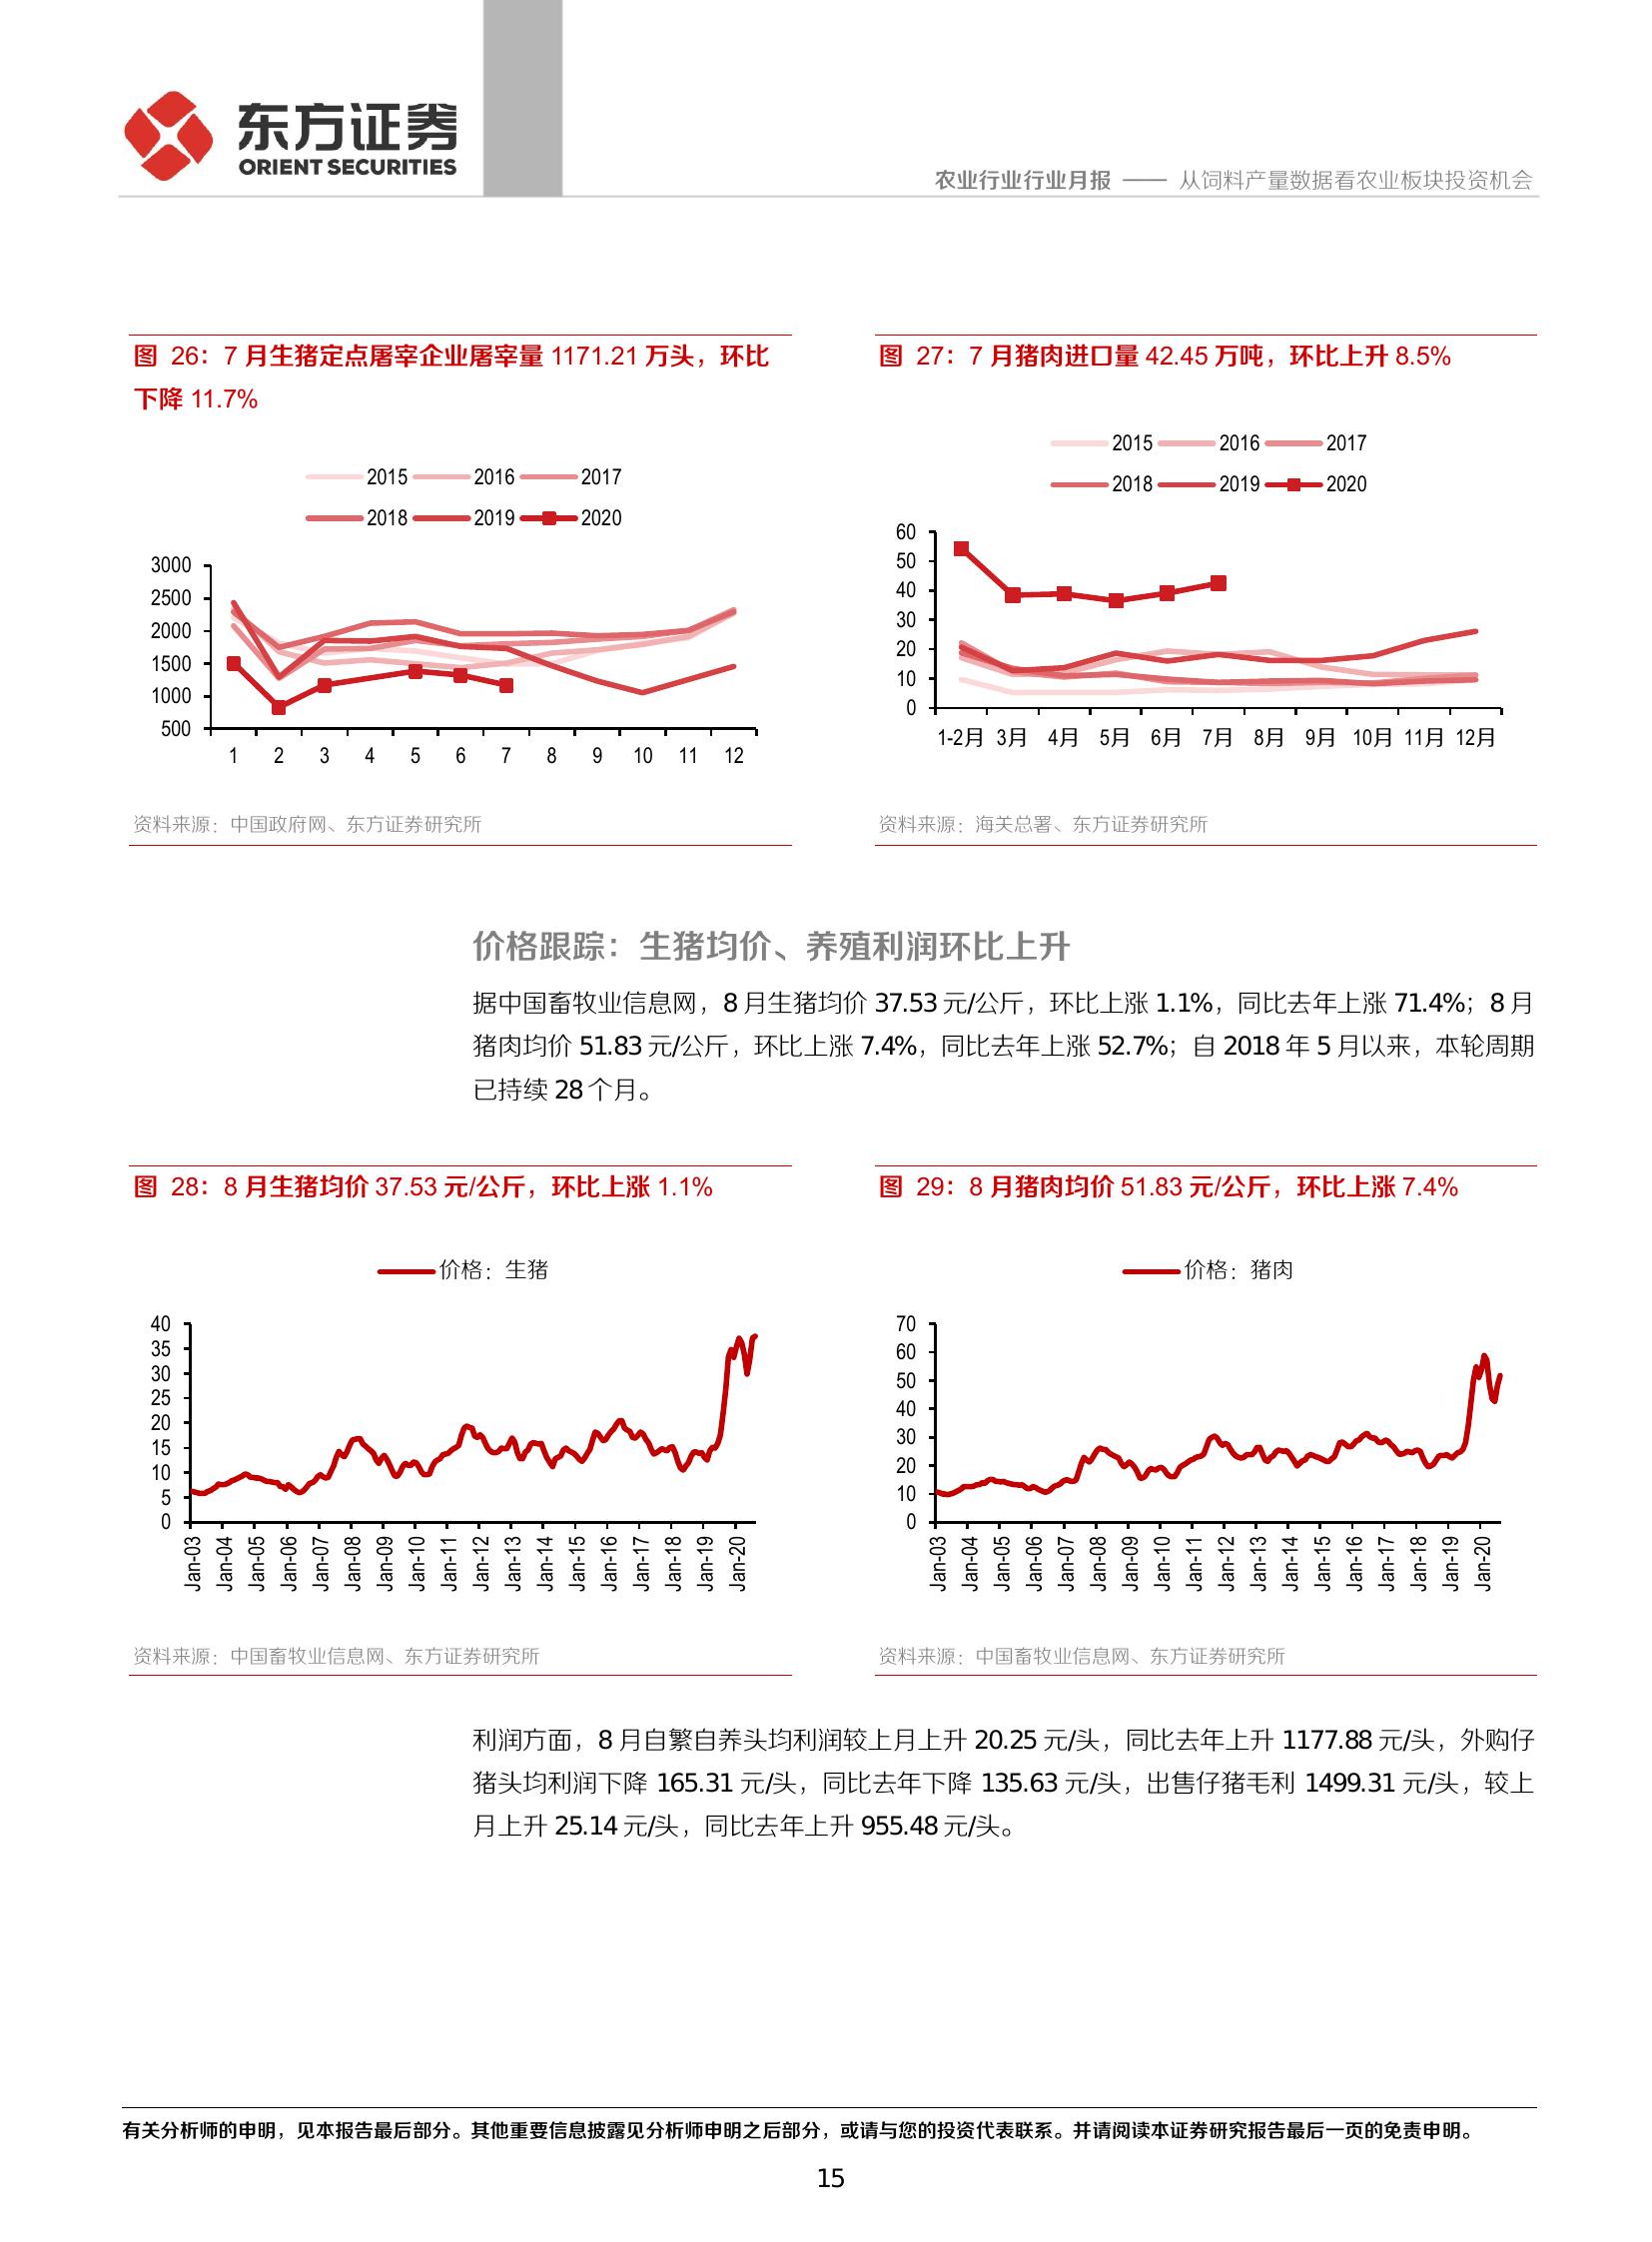 东方证券
ORIENT SECURITIES
农业行业行业月报 —— 从饲料产量数据看农业板块投资机会
图 26：7 月生猪定点屠宰企业屠宰量 1171.21 万头，环比
下降 11.7%
2015 2016 2017
2018 2019 2020
3000
2500
2000
1500
1000
500
1 2 3 4 5 6 7 8 9 10 11 12
资料来源：中国政府网、东方证券研究所
图 27：7 月猪肉进口量 42.45 万吨，环比上升 8.5%
2015 2016 2017
2018 2019 2020
60
50
40
30
20
10
0
1-2月 3月 4月 5月 6月 7月 8月 9月 10月 11月 12月
资料来源：海关总署、东方证券研究所
价格跟踪：生猪均价、养殖利润环比上升
据中国畜牧业信息网，8 月生猪均价 37.53 元/公斤，环比上涨 1.1%，同比去年上涨 71.4%；8 月
猪肉均价 51.83 元/公斤，环比上涨 7.4%，同比去年上涨 52.7%；自 2018 年 5 月以来，本轮周期
已持续 28 个月。
图 28：8 月生猪均价 37.53 元/公斤，环比上涨 1.1%
价格：生猪
40
35
30
25
20
15
10
5
0
Jan-03 Jan-04 Jan-05 Jan-06 Jan-07 Jan-08 Jan-09 Jan-10 Jan-11 Jan-12 Jan-13 Jan-14 Jan-15 Jan-16 Jan-17 Jan-18 Jan-19 Jan-20
资料来源：中国畜牧业信息网、东方证券研究所
图 29：8 月猪肉均价 51.83 元/公斤，环比上涨 7.4%
价格：猪肉
70
60
50
40
30
20
10
0
Jan-03 Jan-04 Jan-05 Jan-06 Jan-07 Jan-08 Jan-09 Jan-10 Jan-11 Jan-12 Jan-13 Jan-14 Jan-15 Jan-16 Jan-17 Jan-18 Jan-19 Jan-20
资料来源：中国畜牧业信息网、东方证券研究所
利润方面，8 月自繁自养头均利润较上月上升 20.25 元/头，同比去年上升 1177.88 元/头，外购仔
猪头均利润下降 165.31 元/头，同比去年下降 135.63 元/头，出售仔猪毛利 1499.31 元/头，较上
月上升 25.14 元/头，同比去年上升 955.48 元/头。
有关分析师的申明，见本报告最后部分。其他重要信息披露见分析师申明之后部分，或请与您的投资代表联系。并请阅读本证券研究报告最后一页的免责申明。
15